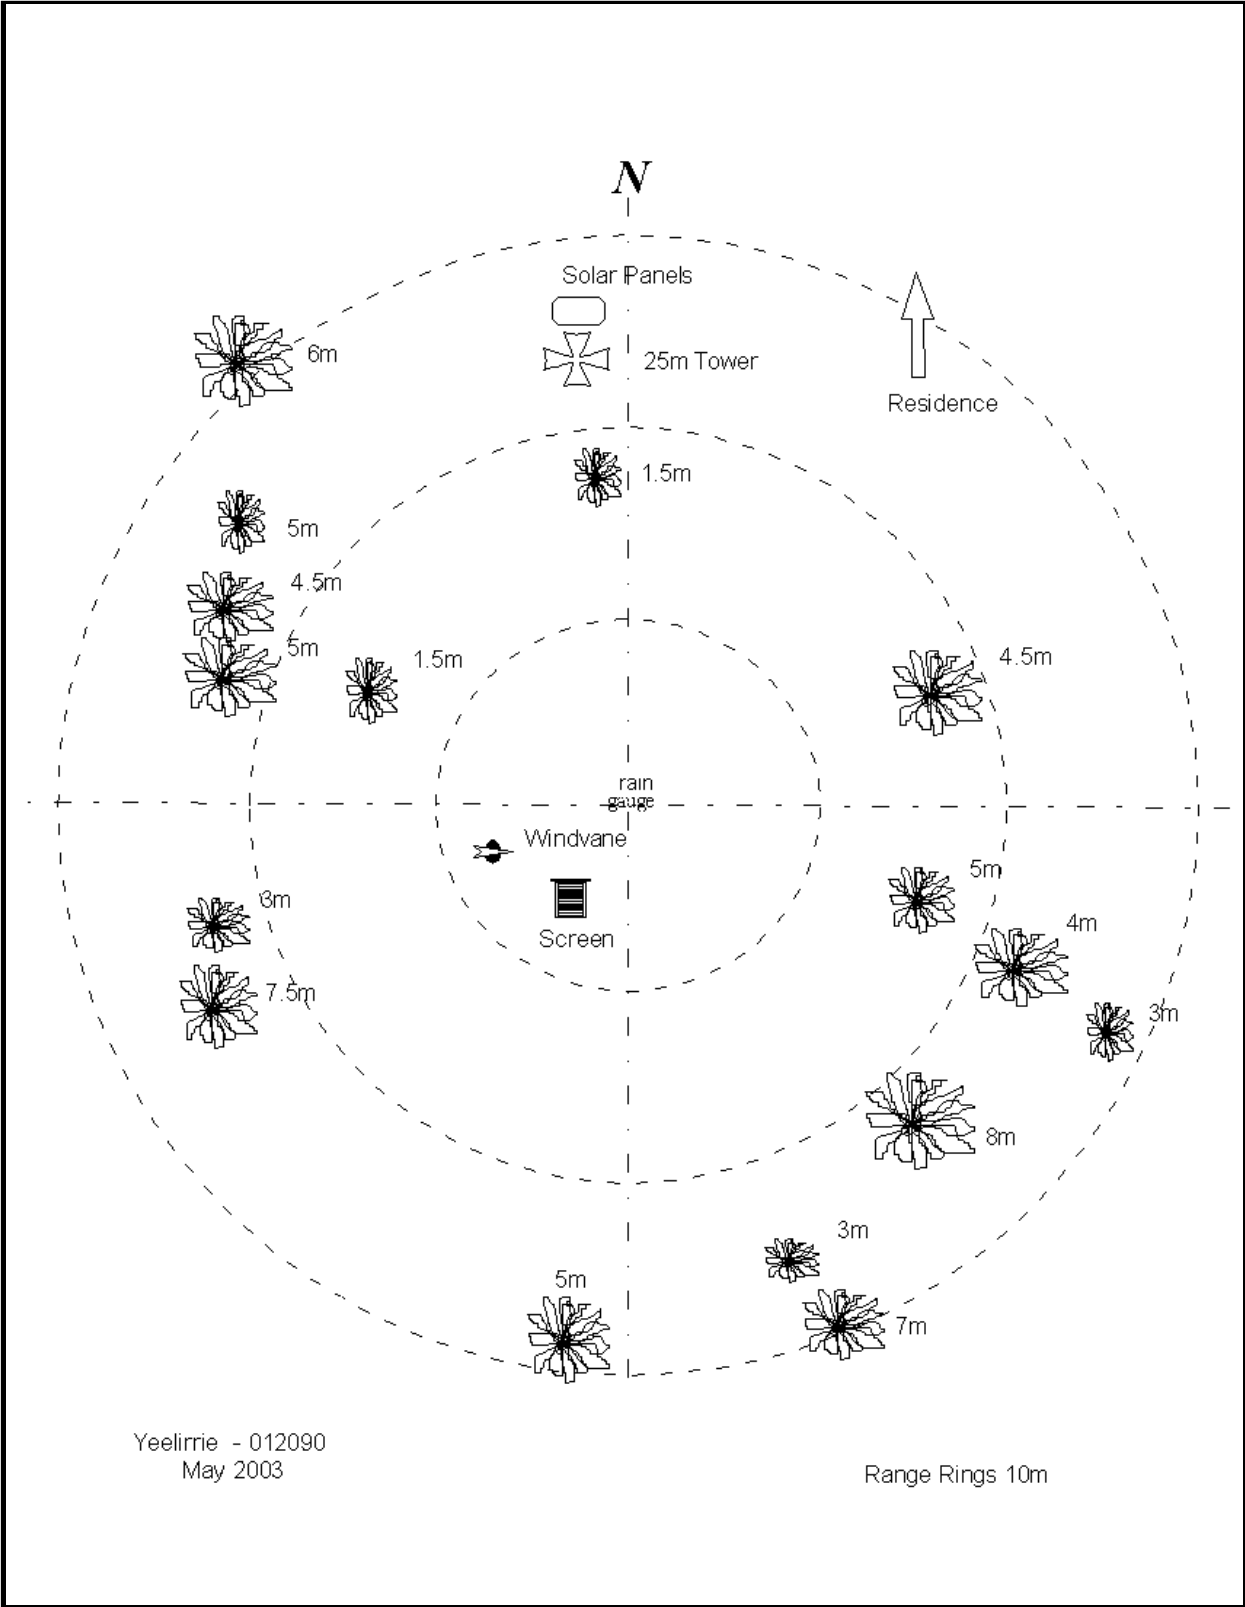 N
Solar Panels
6m
25m Tower
Residence
1.5m
5m
4.5m
5m
1.5m
4.5m
rain
gauge
Windvane
5m
3m
4m
Screen
7.5m
3m
8m
3m
5m
7m
Yeelirrie - 012090
May 2003
Range Rings 10m